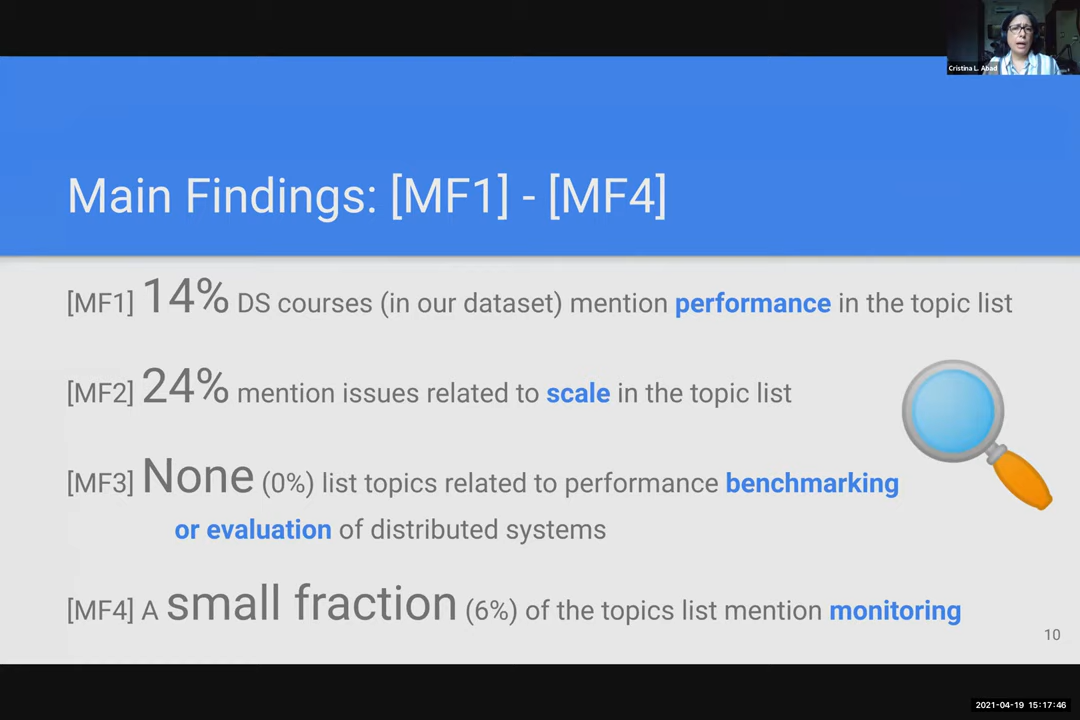 Cristina L. Abad
Main Findings: [MF1] - [MF4]
[MF1] 14% DS courses (in our dataset) mention performance in the topic list
[MF2] 24% mention issues related to scale in the topic list
[MF3] None (0%) list topics related to performance benchmarking
or evaluation of distributed systems
[MF4] A small fraction (6%) of the topics list mention monitoring
10
2021-04-19 15:17:46